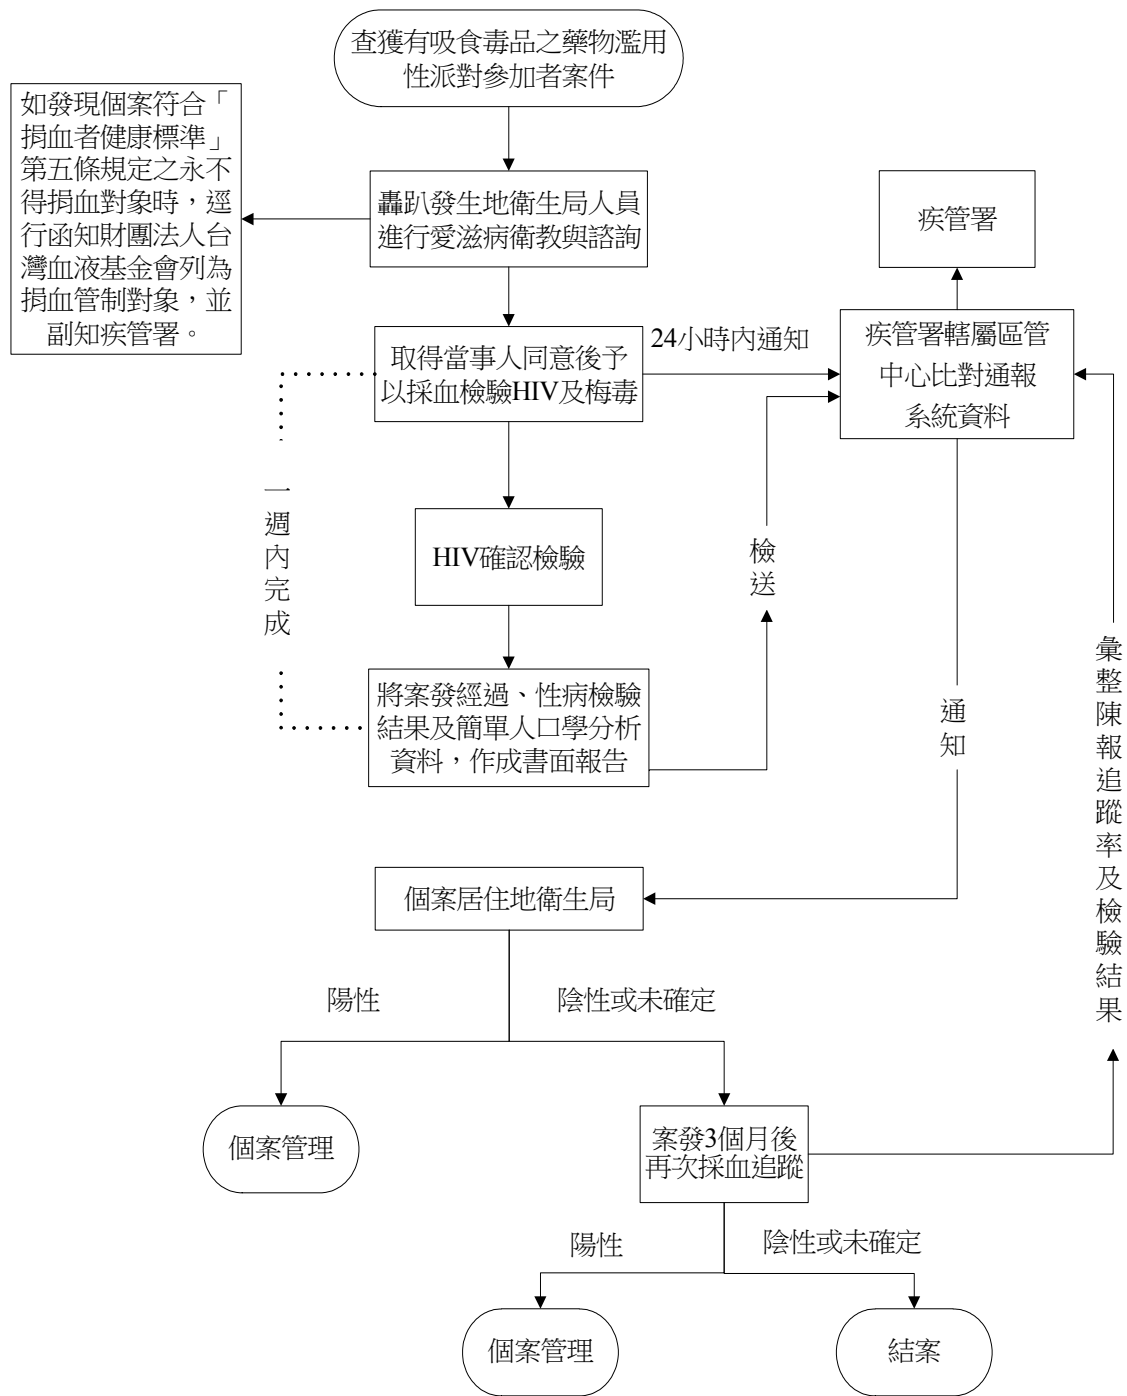 查獲有吸食毒品之藥物濫用
性派對參加者案件
如發現個案符合「
捐血者健康標準」
第五條規定之永不
得捐血對象時，逕
行函知財團法人台
灣血液基金會列為
捐血管制對象，並
副知疾管署。
轟趴發生地衛生局人員
進行愛滋病衛教與諮詢
疾管署
取得當事人同意後予
以採血檢驗HIV及梅毒
24小時內通知
疾管署轄屬區管
中心比對通報
系統資料
一週內完成
HIV確認檢驗
檢送
將案發經過、性病檢驗
結果及簡單人口學分析
資料，作成書面報告
通知
彙整陳報追蹤率及檢驗結果
個案居住地衛生局
陽性
陰性或未確定
個案管理
案發3個月後
再次採血追蹤
陽性
陰性或未確定
個案管理
結案